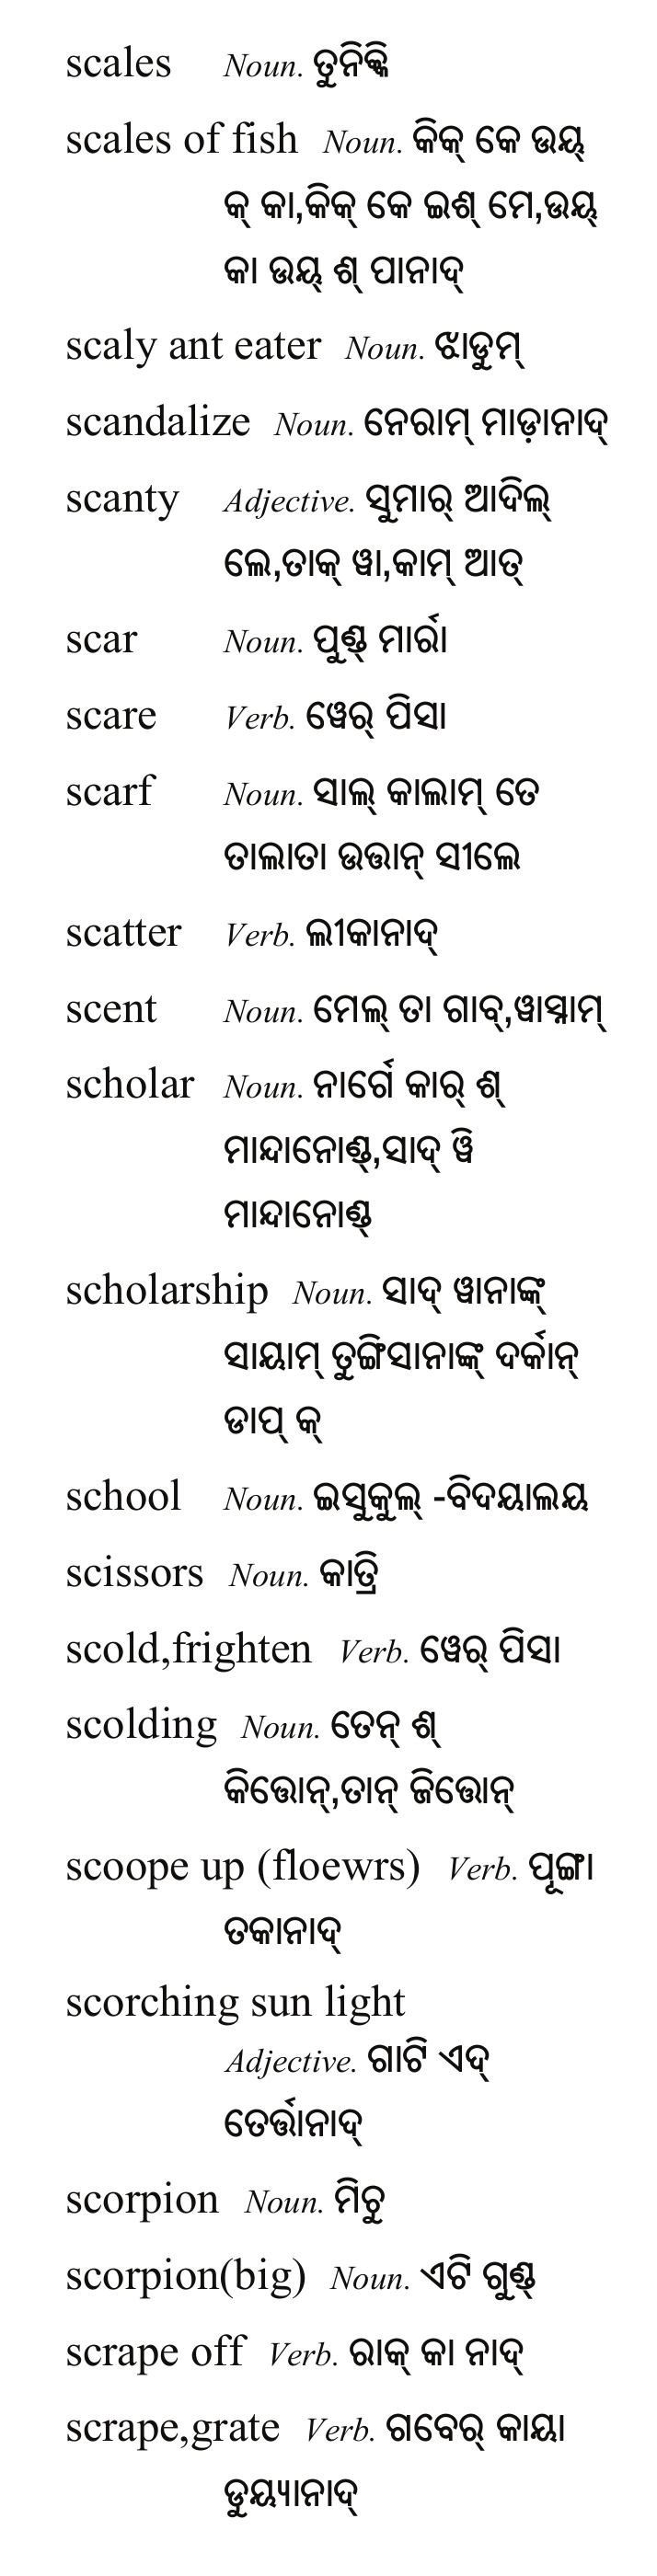 scales Noun. ତୁନିକ୍କି
scales of fish Noun. କିକ୍ କେ ଉୟ୍
କ୍ କା,କିକ୍ କେ ଇଶ୍ ମେ,ଉୟ୍
କା ଉୟ୍ ଶ୍ ପାନାଦ୍
scaly ant eater Noun. ଝାଡୁମ୍
scandalize Noun. ନେରାମ୍ ମାଡ଼ାନାଦ୍
scanty Adjective. ସୁମାର୍ ଆଦିଲ୍
ଲେ,ତାକ୍ ୱା,କାମ୍ ଆତ୍
scar Noun. ପୁଣ୍ଡ୍ ମାର୍ରା
scare Verb. ୱେର୍ ପିସା
scarf Noun. ସାଲ୍ କାଲାମ୍ ତେ
ତାଲାତା ଉତ୍ତାନ୍ ସୀଲେ
scatter Verb. ଲୀକାନାଦ୍
scent Noun. ମେଲ୍ ତା ଗାବ୍,ୱାସ୍ନାମ୍
scholar Noun. ନାର୍ଗେ କାର୍ ଶ୍
ମାନ୍ଦାନୋଣ୍ଡ୍,ସାଦ୍ ୱି
ମାନ୍ଦାନୋଣ୍ଡ୍
scholarship Noun. ସାଦ୍ ୱାନାଙ୍କ୍
ସାୟାମ୍ ତୁଙ୍ଗିସାନାଙ୍କ୍ ଦର୍କାନ୍
ଡାପ୍ କ୍
school Noun. ଇସୁକୁଲ୍ -ବିଦୟାଲୟ
scissors Noun. କାତ୍ରି
scold,frighten Verb. ୱେର୍ ପିସା
scolding Noun. ତେନ୍ ଶ୍
କିତ୍ତୋନ୍,ତାନ୍ ଜିତ୍ତୋନ୍
scoope up (floewrs) Verb. ପୂଙ୍ଗା
ତକାନାଦ୍
scorching sun light
Adjective. ଗାଟି ଏଦ୍
ତେର୍ତ୍ତାନାଦ୍
scorpion Noun. ମିଚୁ
scorpion(big) Noun. ଏଟି ଗୁଣ୍ଡ୍
scrape off Verb. ରାକ୍ କା ନାଦ୍
scrape,grate Verb. ଗବେର୍ କାୟା
ଡୁୟ୍ୟାନାଦ୍